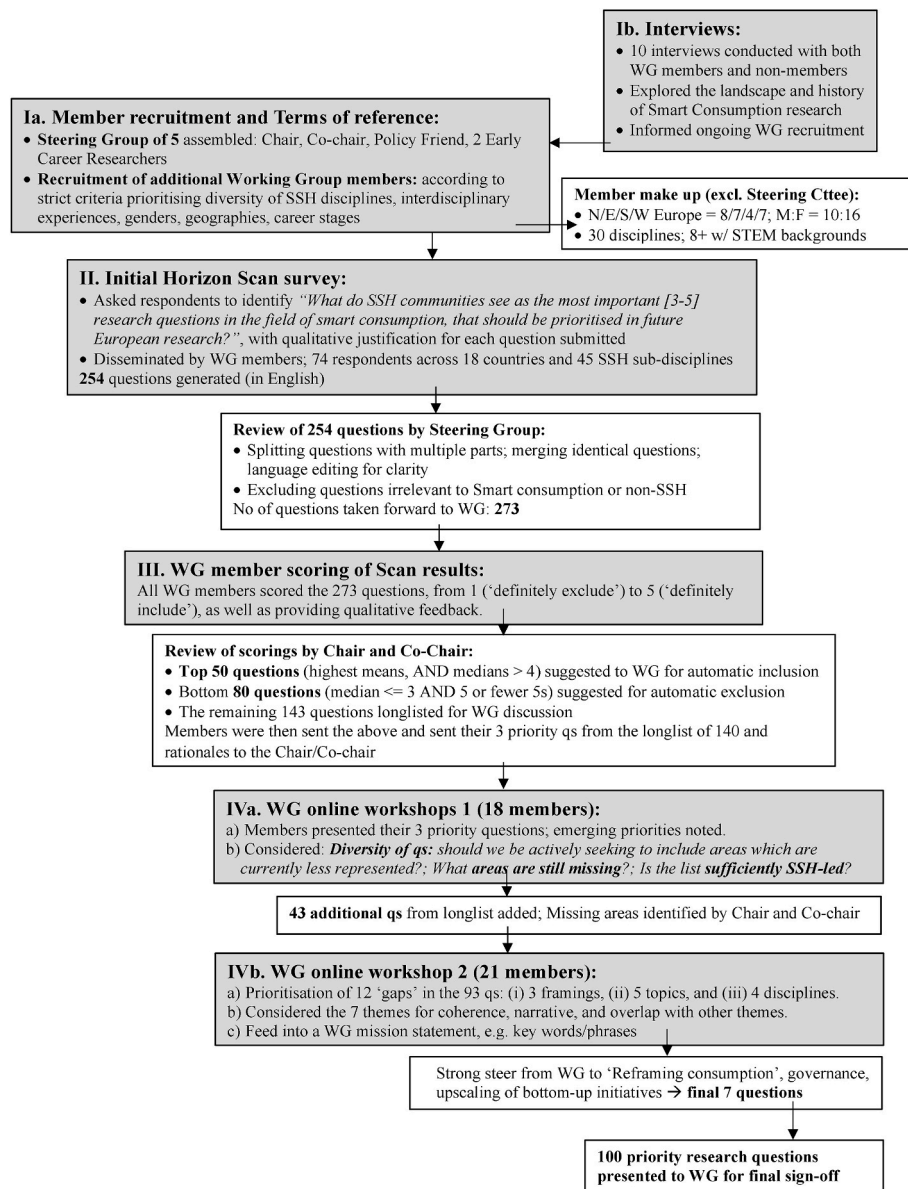 Ib. Interviews:
• 10 interviews conducted with both
WG members and non-members
• Explored the landscape and history
of Smart Consumption research
• Informed ongoing WG recruitment
Ia. Member recruitment and Terms of reference:
• Steering Group of 5 assembled: Chair, Co-chair, Policy Friend, 2 Early
Career Researchers
• Recruitment of additional Working Group members: according to
strict criteria prioritising diversity of SSH disciplines, interdisciplinary
experiences, genders, geographies, career stages
Member make up (excl. Steering Cttee):
• N/E/S/W Europe = 8/7/4/7; M:F = 10:16
• 30 disciplines; 8+ w/ STEM backgrounds
II. Initial Horizon Scan survey:
• Asked respondents to identify “What do SSH communities see as the most important [3-5]
research questions in the field of smart consumption, that should be prioritised in future
European research?”, with qualitative justification for each question submitted
• Disseminated by WG members; 74 respondents across 18 countries and 45 SSH sub-disciplines
254 questions generated (in English)
Review of 254 questions by Steering Group:
• Splitting questions with multiple parts; merging identical questions;
language editing for clarity
• Excluding questions irrelevant to Smart consumption or non-SSH
No of questions taken forward to WG: 273
III. WG member scoring of Scan results:
All WG members scored the 273 questions, from 1 (‘definitely exclude’) to 5 (‘definitely
include’), as well as providing qualitative feedback.
Review of scorings by Chair and Co-Chair:
• Top 50 questions (highest means, AND medians > 4) suggested to WG for automatic inclusion
• Bottom 80 questions (median <= 3 AND 5 or fewer 5s) suggested for automatic exclusion
• The remaining 143 questions longlisted for WG discussion
Members were then sent the above and sent their 3 priority qs from the longlist of 140 and
rationales to the Chair/Co-chair
IVa. WG online workshops 1 (18 members):
a) Members presented their 3 priority questions; emerging priorities noted.
b) Considered: Diversity of qs: should we be actively seeking to include areas which are
currently less represented?; What areas are still missing?; Is the list sufficiently SSH-led?
43 additional qs from longlist added; Missing areas identified by Chair and Co-chair
IVb. WG online workshop 2 (21 members):
a) Prioritisation of 12 ‘gaps’ in the 93 qs: (i) 3 framings, (ii) 5 topics, and (iii) 4 disciplines.
b) Considered the 7 themes for coherence, narrative, and overlap with other themes.
c) Feed into a WG mission statement, e.g. key words/phrases
Strong steer from WG to ‘Reframing consumption’, governance,
upscaling of bottom-up initiatives → final 7 questions
100 priority research questions
presented to WG for final sign-off